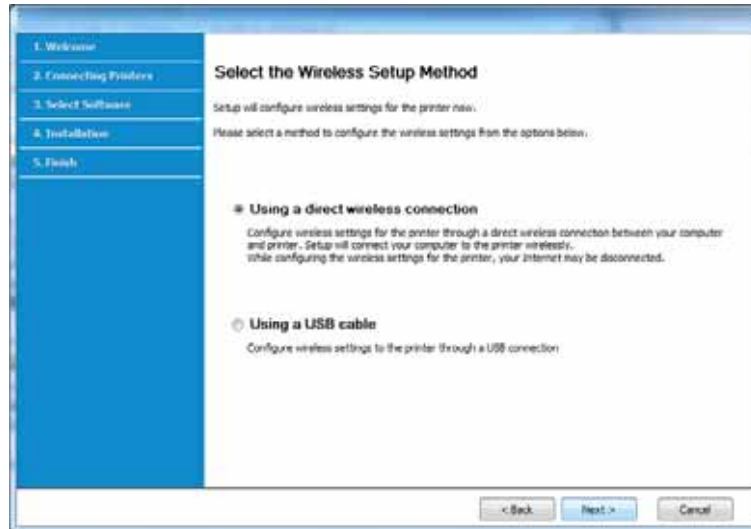 1. Welcome
2. Connecting Printers
3. Select Software
4. Installation
5. Finish
Select the Wireless Setup Method
Setup will configure wireless settings for the printer now.
Please select a method to configure the wireless settings from the options below.
Using a direct wireless connection
Configure wireless settings for the printer through a direct wireless connection between your computer
and printer. Setup will connect your computer to the printer wirelessly.
While configuring the wireless settings for the printer, your Internet may be disconnected.
Using a USB cable
Configure wireless settings to the printer through a USB connection
< Back
Next >
Cancel